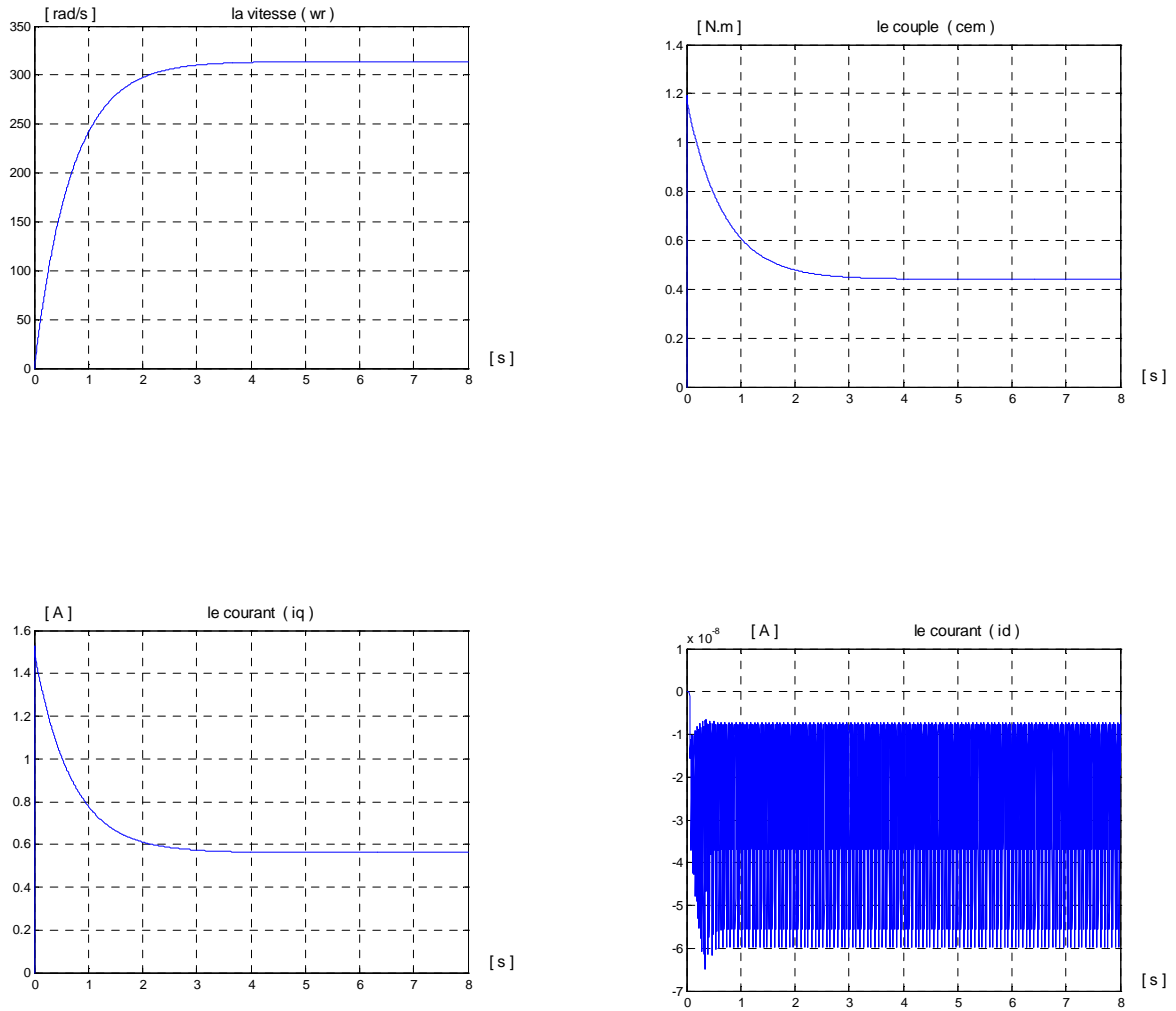 [ rad/s ] la vitesse ( wr )
350
300
250
200
150
100
50
0
0 1 2 3 4 5 6 7 8
[ s ]
[ N.m ] le couple ( cem )
1.4
1.2
1
0.8
0.6
0.4
0.2
0
0 1 2 3 4 5 6 7 8
[ s ]
[ A ] le courant ( iq )
1.6
1.4
1.2
1
0.8
0.6
0.4
0.2
0
0 1 2 3 4 5 6 7 8
[ s ]
x 10-8 [ A ] le courant ( id )
1
0
-1
-2
-3
-4
-5
-6
-7
0 1 2 3 4 5 6 7 8
[ s ]